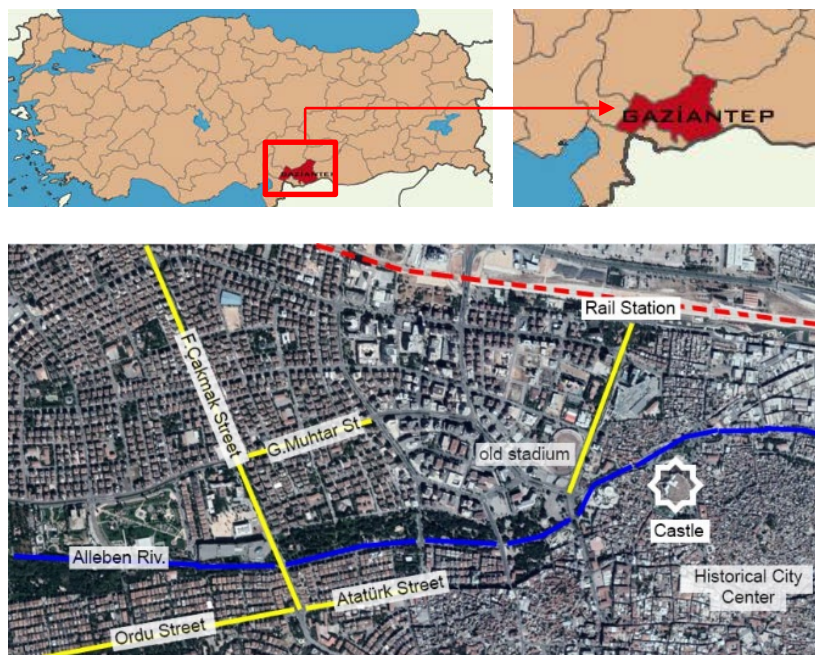 GAZİANTEP
GAZİANTEP
Rail Station
F.Çakmak Street
G.Muhtar St.
old stadium
Castle
Alleben Riv.
Historical City
Center
Atatürk Street
Ordu Street